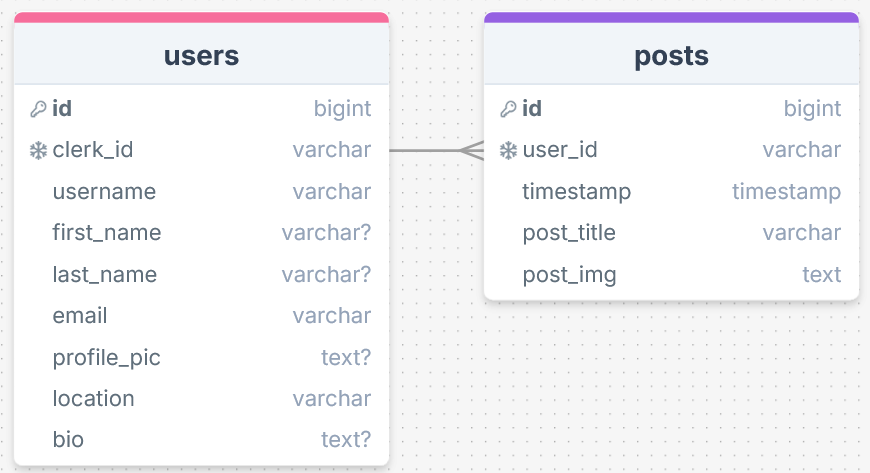 users
id bigint
clerk_id varchar
username varchar
first_name varchar?
last_name varchar?
email varchar
profile_pic text?
location varchar
bio text?
posts
id bigint
user_id varchar
timestamp timestamp
post_title varchar
post_img text